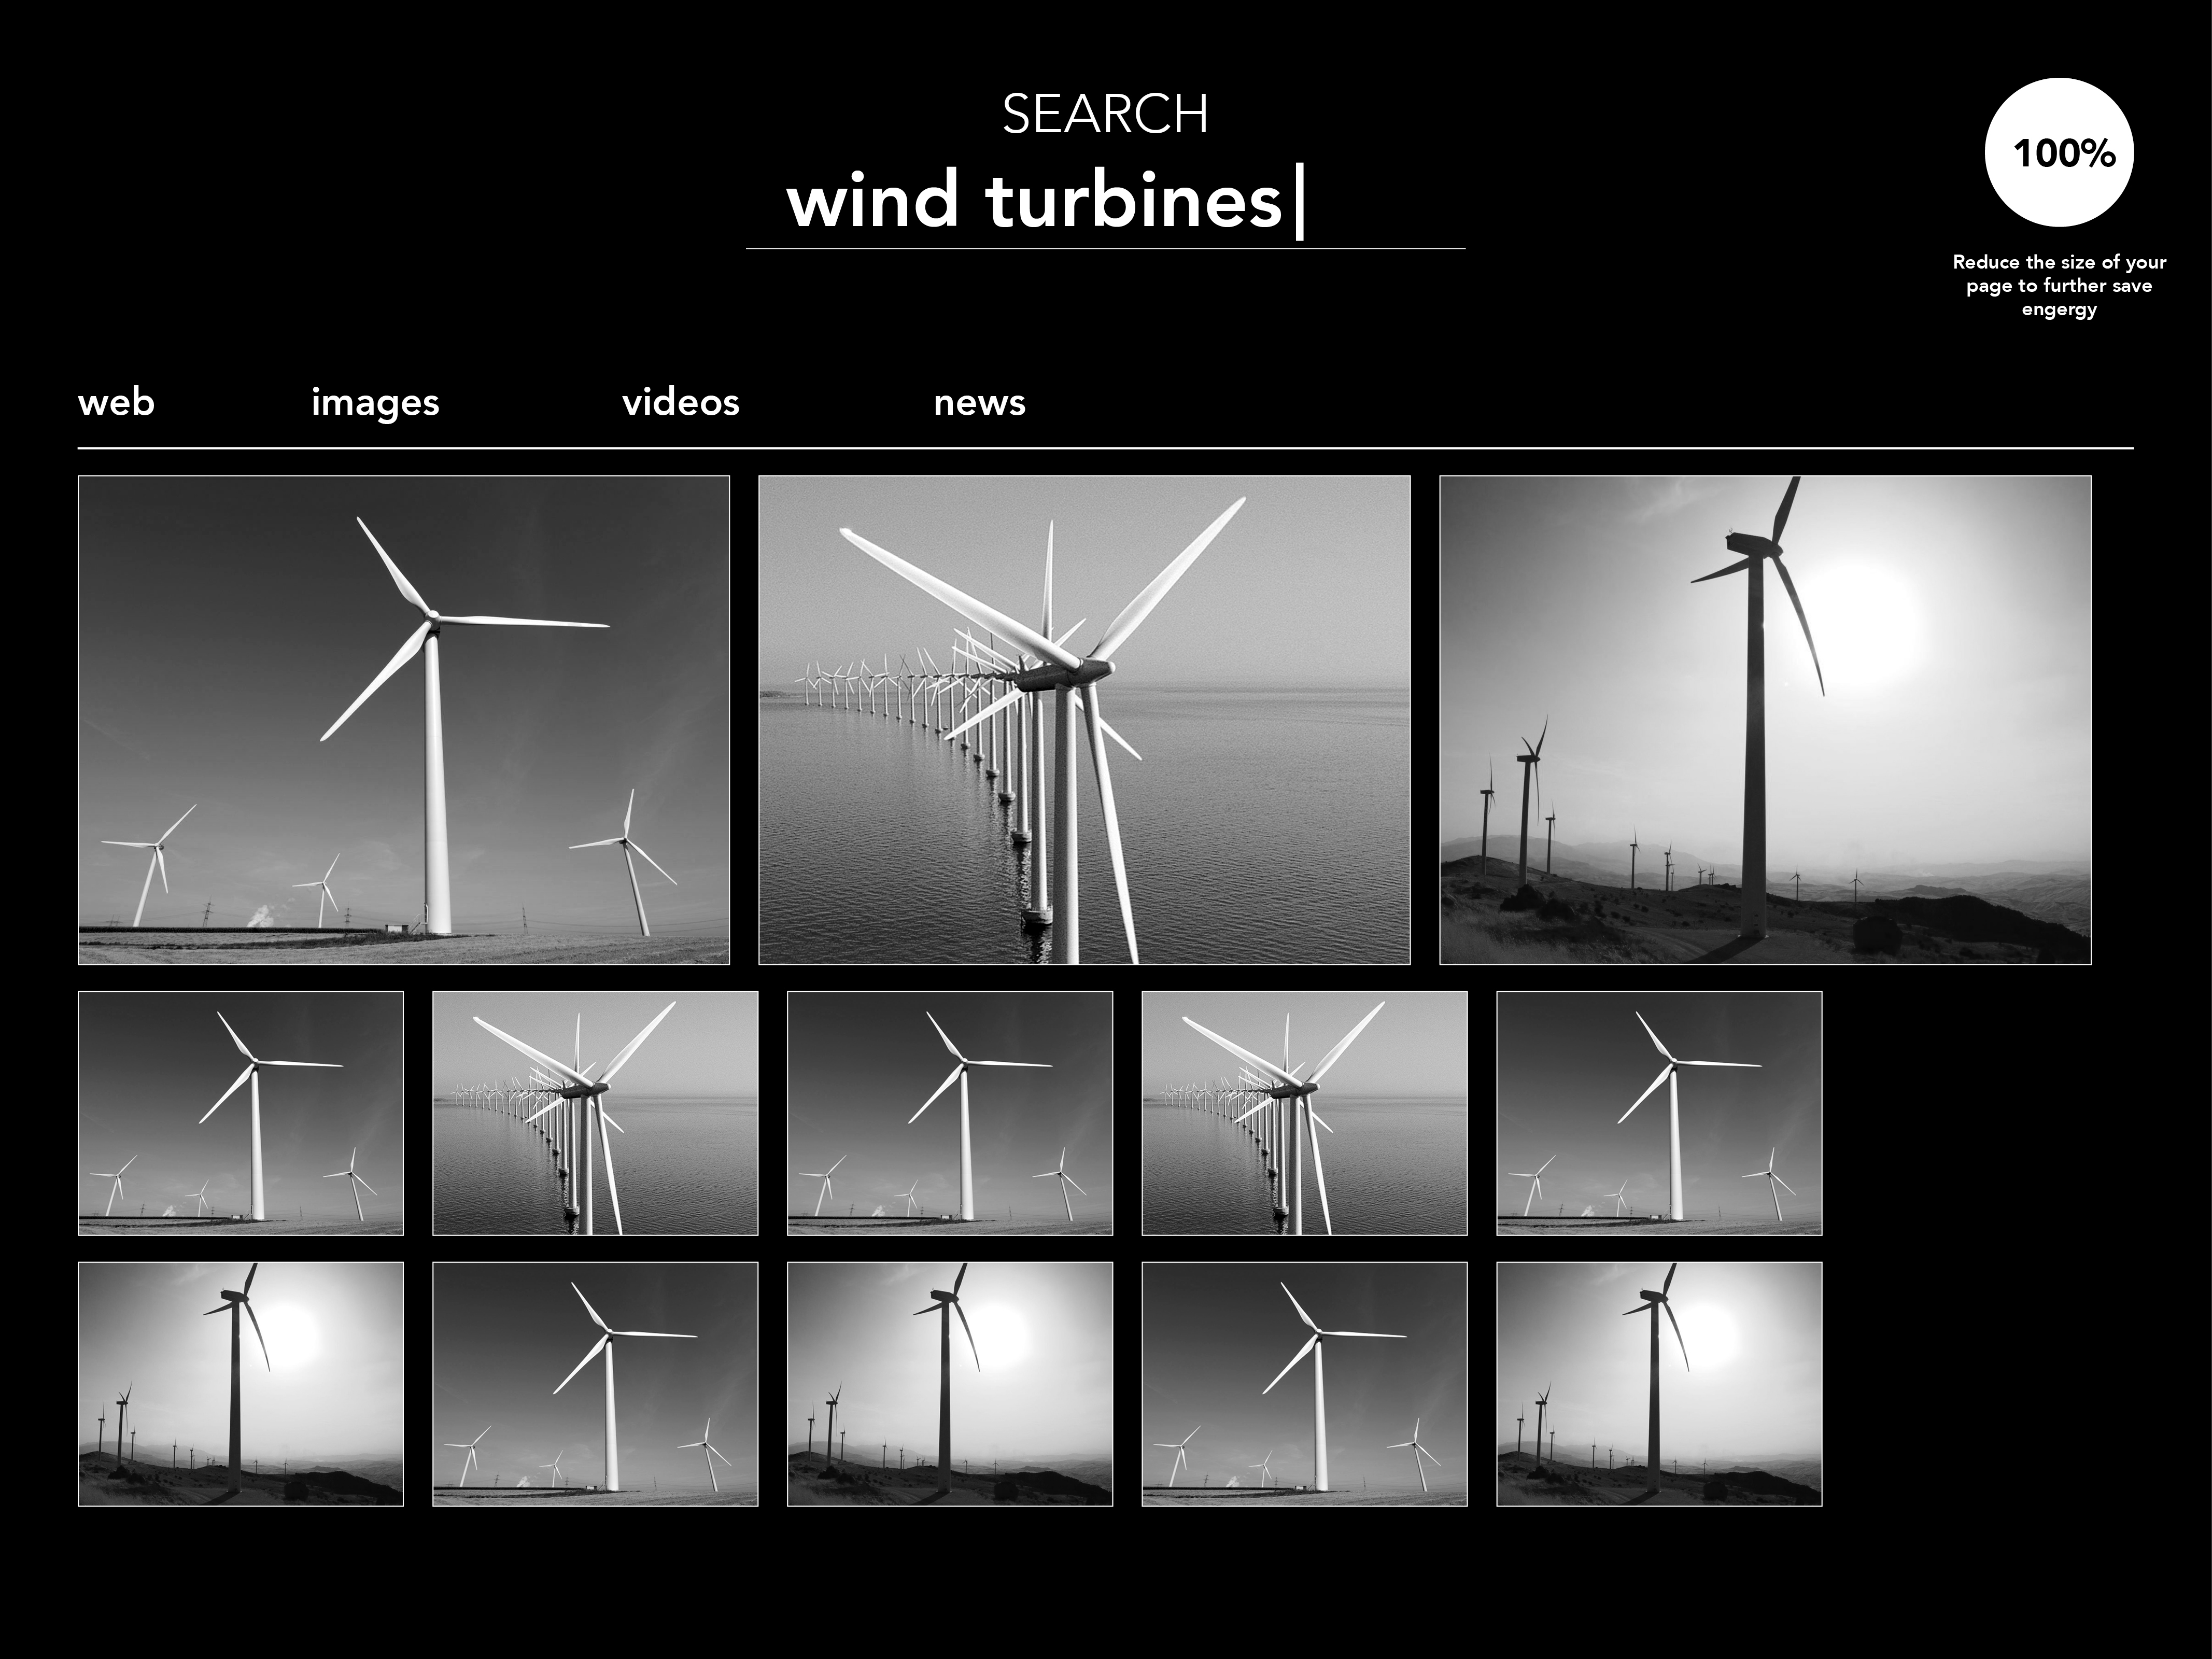 SEARCH
wind turbines
100%
Reduce the size of your
page to further save
engergy
web
images
videos
news